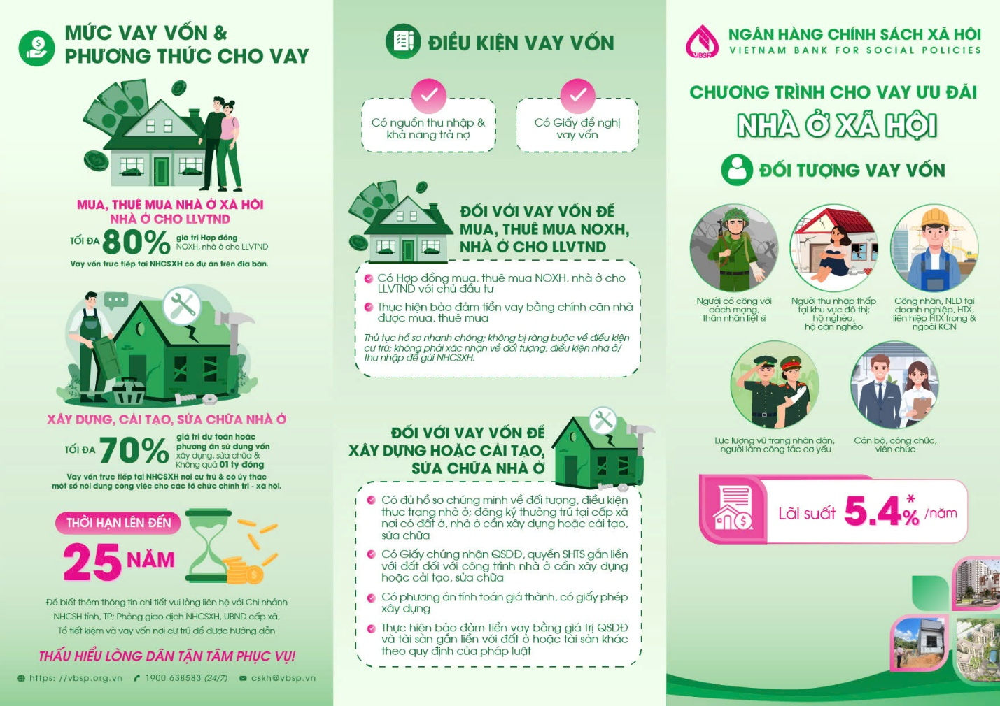 MỨC VAY VỐN &
PHƯƠNG THỨC CHO VAY
MUA, THUÊ MUA NHÀ Ở XÃ HỘI
NHÀ Ở CHO LLVTND
TỐI ĐA 80% giá trị Hợp đồng
NOXH, nhà ở cho LLVTND
Vay vốn trực tiếp tại NHCSXH có dự án trên địa bàn.
XÂY DỰNG, CẢI TẠO, SỬA CHỮA NHÀ Ở
TỐI ĐA 70% giá trị dự toán hoặc
phương án sử dụng vốn
xây dựng, sửa chữa &
Không quá 01 tỷ đồng
Vay vốn trực tiếp tại NHCSXH nơi cư trú & có ủy thác
một số nội dung công việc cho các tổ chức chính trị - xã hội.
THỜI HẠN LÊN ĐẾN
25 NĂM
Để biết thêm thông tin chi tiết vui lòng liên hệ với Chi nhánh
NHCSH tỉnh, TP; Phòng giao dịch NHCSXH, UBND cấp xã,
Tổ tiết kiệm và vay vốn nơi cư trú để được hướng dẫn
THẤU HIỂU LÒNG DÂN TẬN TÂM PHỤC VỤ!
https: //vbsp.org.vn 1900 638583 (24/7) cskh@vbsp.vn
ĐIỀU KIỆN VAY VỐN
Có nguồn thu nhập &
khả năng trả nợ
Có Giấy đề nghị
vay vốn
ĐỐI VỚI VAY VỐN ĐỂ
MUA, THUÊ MUA NOXH,
NHÀ Ở CHO LLVTND
Có Hợp đồng mua, thuê mua NOXH, nhà ở cho
LLVTND với chủ đầu tư
Thực hiện bảo đảm tiền vay bằng chính căn nhà
được mua, thuê mua
Thủ tục hồ sơ nhanh chóng; không bị ràng buộc về điều kiện
cư trú; không phải xác nhận về đối tượng, điều kiện nhà ở/
thu nhập để gửi NHCSXH.
ĐỐI VỚI VAY VỐN ĐỂ
XÂY DỰNG HOẶC CẢI TẠO,
SỬA CHỮA NHÀ Ở
Có đủ hồ sơ chứng minh về đối tượng, điều kiện
thực trạng nhà ở; đăng ký thường trú tại cấp xã
nơi có đất ở, nhà ở cần xây dựng hoặc cải tạo,
sửa chữa
Có Giấy chứng nhận QSDĐ, quyền SHTS gắn liền
với đất đối với công trình nhà ở cần xây dựng
hoặc cải tạo, sửa chữa
Có phương án tính toán giá thành, có giấy phép
xây dựng
Thực hiện bảo đảm tiền vay bằng giá trị QSDĐ
và tài sản gắn liền với đất ở hoặc tài sản khác
theo quy định của pháp luật
VBSP
NGÂN HÀNG CHÍNH SÁCH XÃ HỘI
VIETNAM BANK FOR SOCIAL POLICIES
CHƯƠNG TRÌNH CHO VAY ƯU ĐÃI
NHÀ Ở XÃ HỘI
ĐỐI TƯỢNG VAY VỐN
Người có công với
cách mạng,
thân nhân liệt sĩ
Người thu nhập thấp
tại khu vực đô thị;
hộ nghèo,
hộ cận nghèo
Công nhân, NLĐ tại
doanh nghiệp, HTX,
liên hiệp HTX trong &
ngoài KCN
Lực lượng vũ trang nhân dân,
người làm công tác cơ yếu
Cán bộ, công chức,
viên chức
Lãi suất 5.4%* /năm